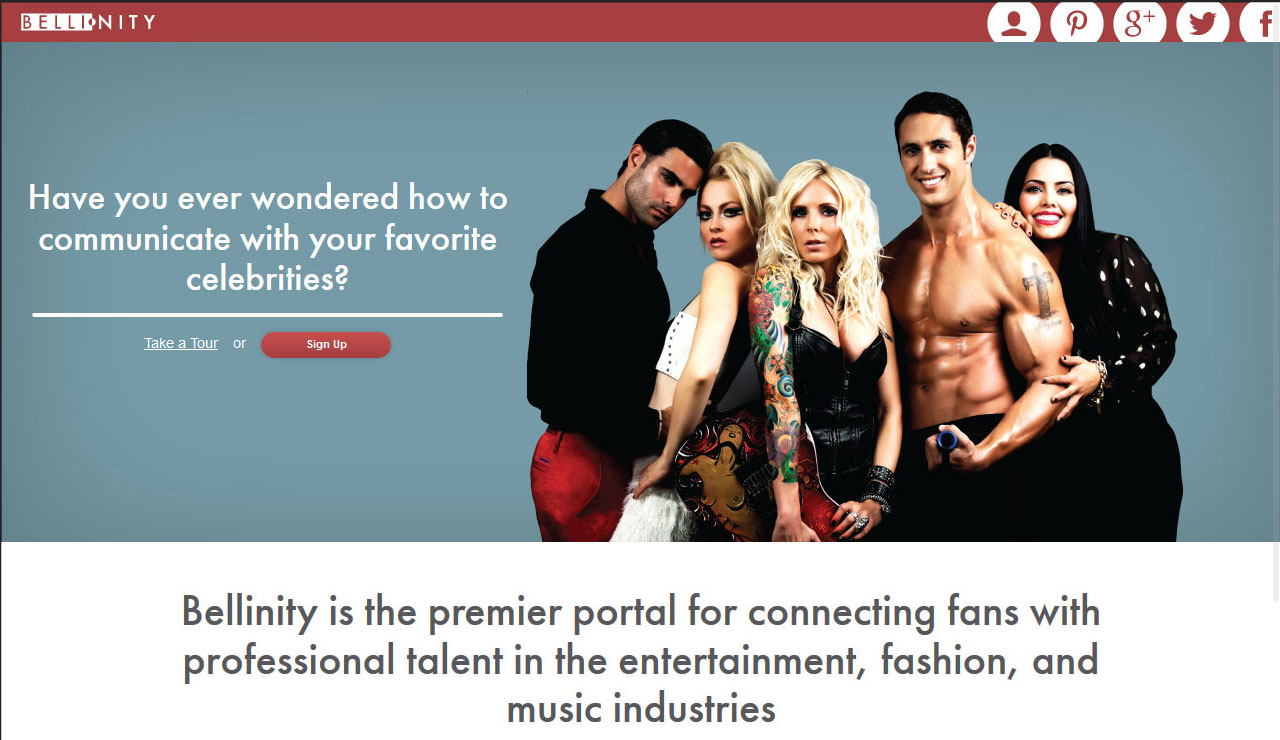 BELLINITY
Have you ever wondered how to
communicate with your favorite
celebrities?
Take a Tour or Sign Up
Bellinity is the premier portal for connecting fans with
professional talent in the entertainment, fashion, and
music industries